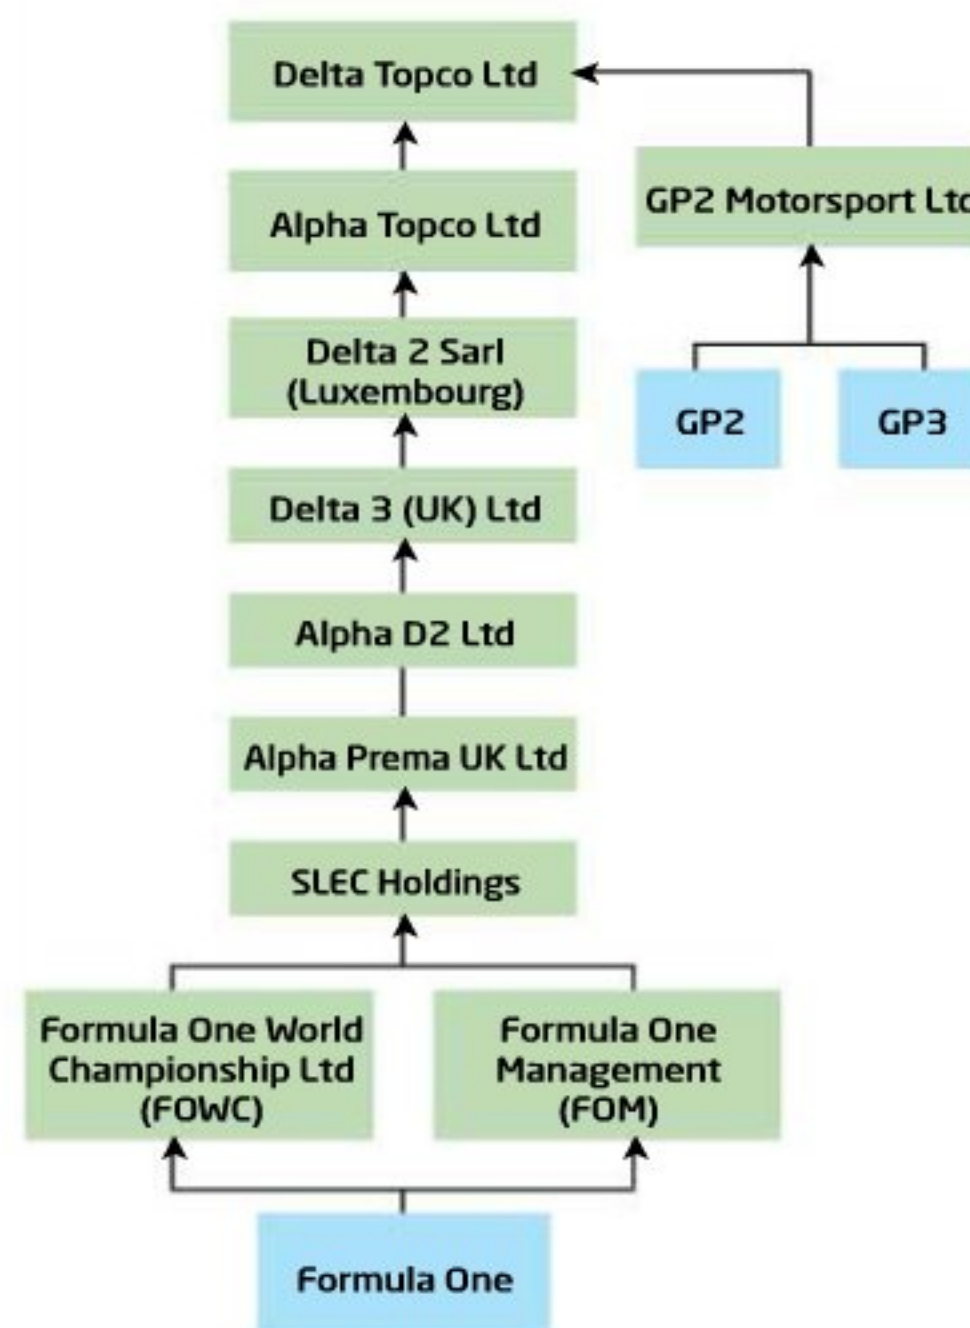 Delta Topco Ltd
GP2 Motorsport Ltd
Alpha Topco Ltd
Delta 2 Sarl
(Luxembourg)
GP2
GP3
Delta 3 (UK) Ltd
Alpha D2 Ltd
Alpha Prema UK Ltd
SLEC Holdings
Formula One World
Championship Ltd
(FOWC)
Formula One
Management
(FOM)
Formula One